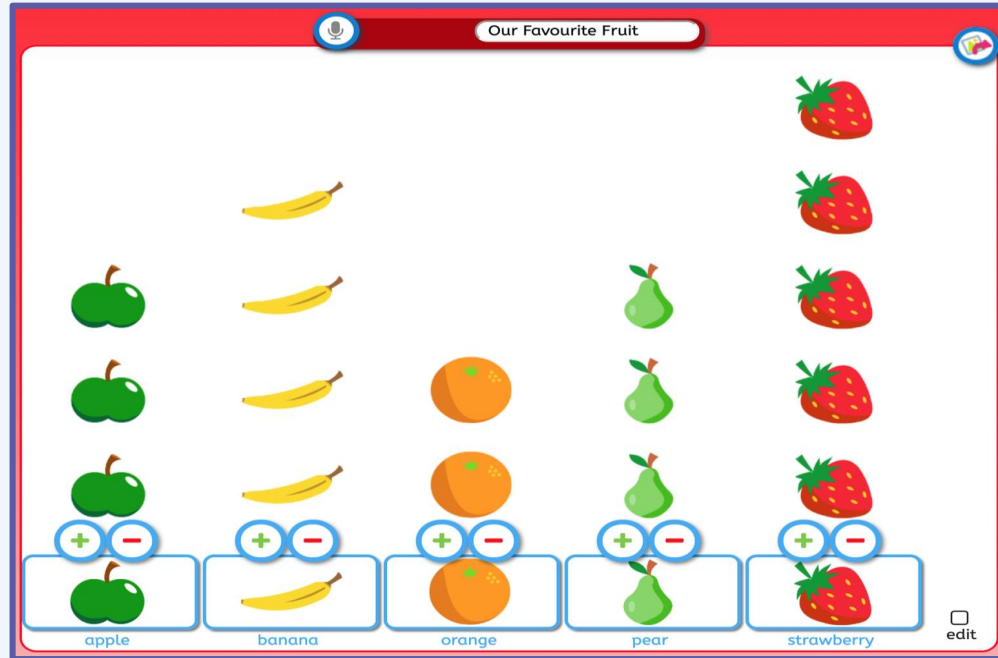 Our Favourite Fruit
apple
banana
orange
pear
strawberry
edit